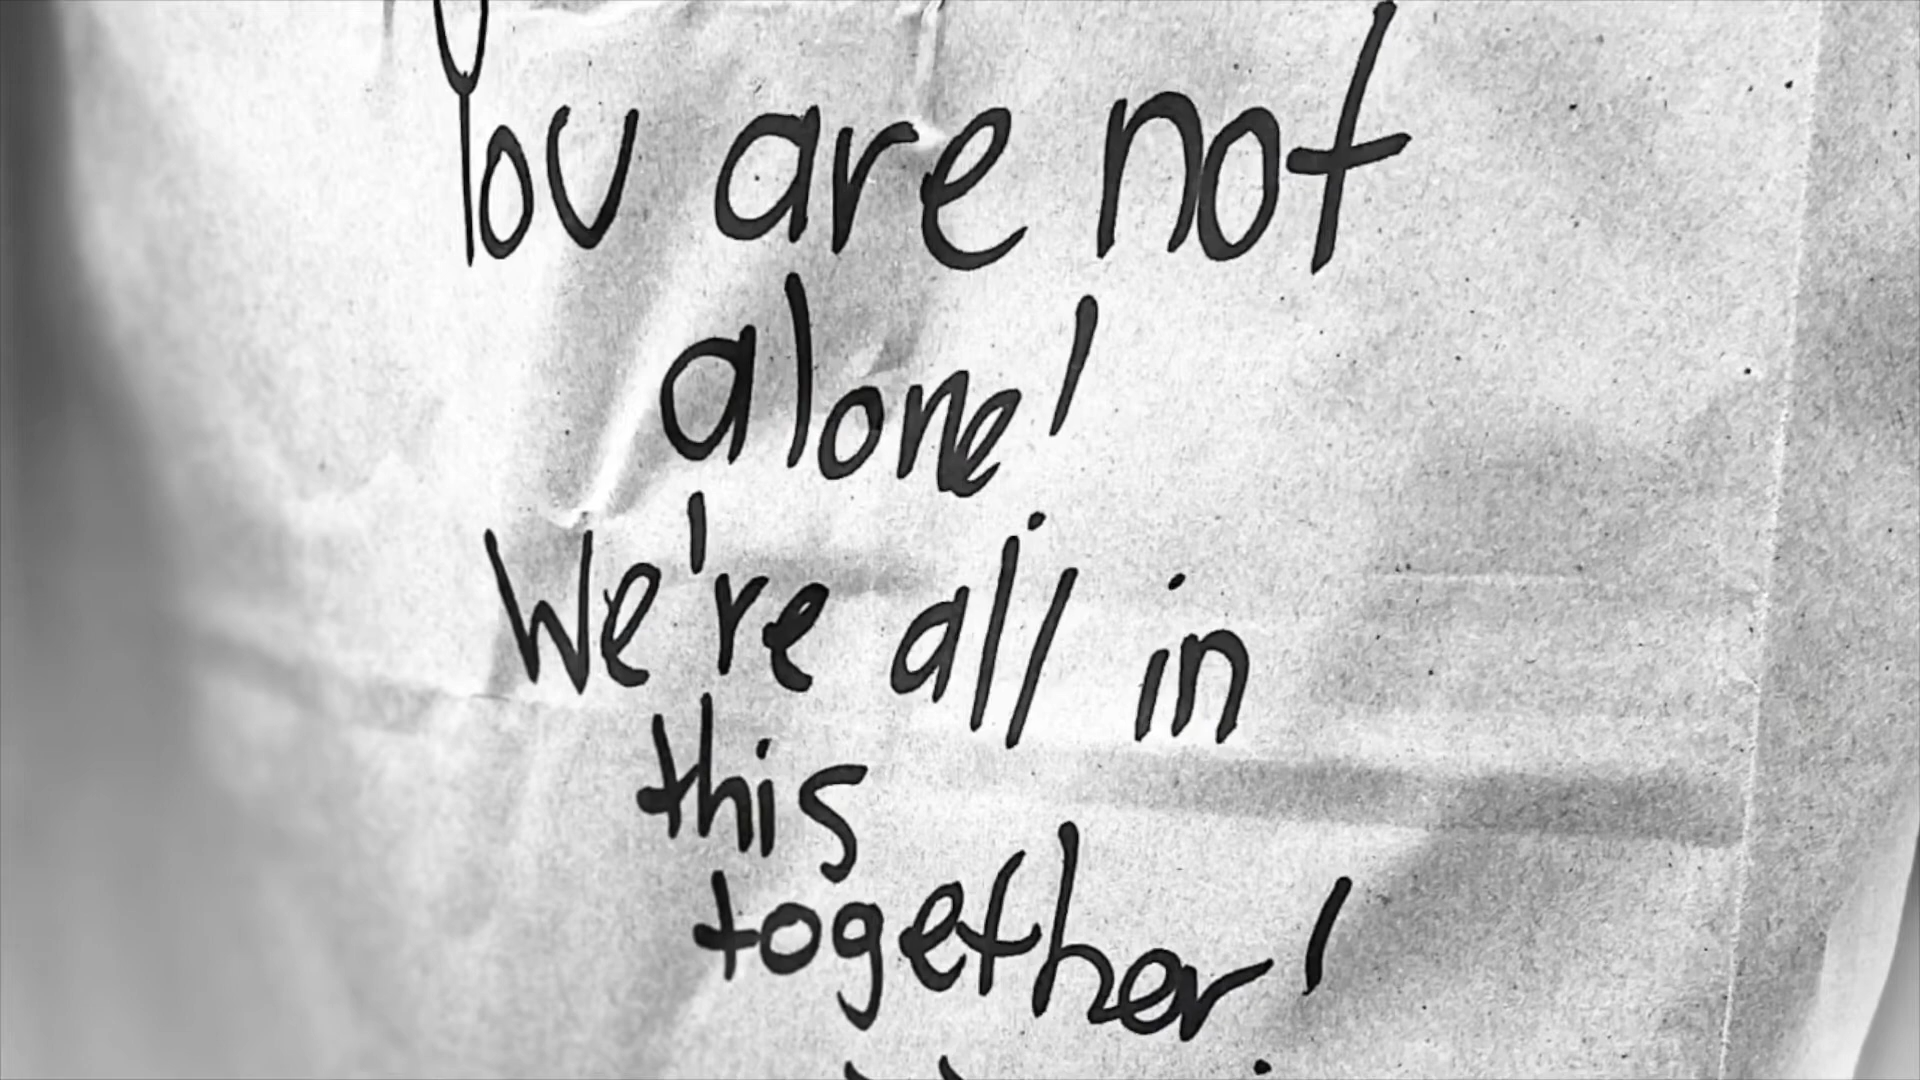 You are not
alone!
We're all in
this
together!